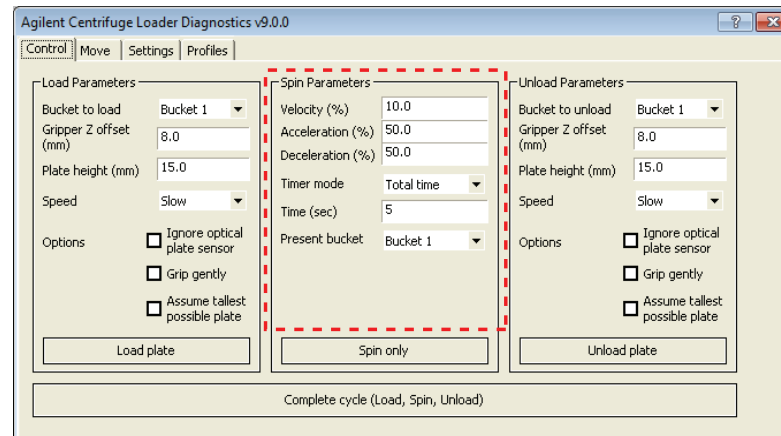 Agilent Centrifuge Loader Diagnostics v9.0.0
Control Move Settings Profiles
Load Parameters
Bucket to load Bucket 1
Gripper Z offset
(mm) 8.0
Plate height (mm) 15.0
Speed Slow
Options
Ignore optical
plate sensor
Grip gently
Assume tallest
possible plate
Load plate
Spin Parameters
Velocity (%) 10.0
Acceleration (%) 50.0
Deceleration (%) 50.0
Timer mode Total time
Time (sec) 5
Present bucket Bucket 1
Spin only
Unload Parameters
Bucket to unload Bucket 1
Gripper Z offset
(mm) 8.0
Plate height (mm) 15.0
Speed Slow
Options
Ignore optical
plate sensor
Grip gently
Assume tallest
possible plate
Unload plate
Complete cycle (Load, Spin, Unload)